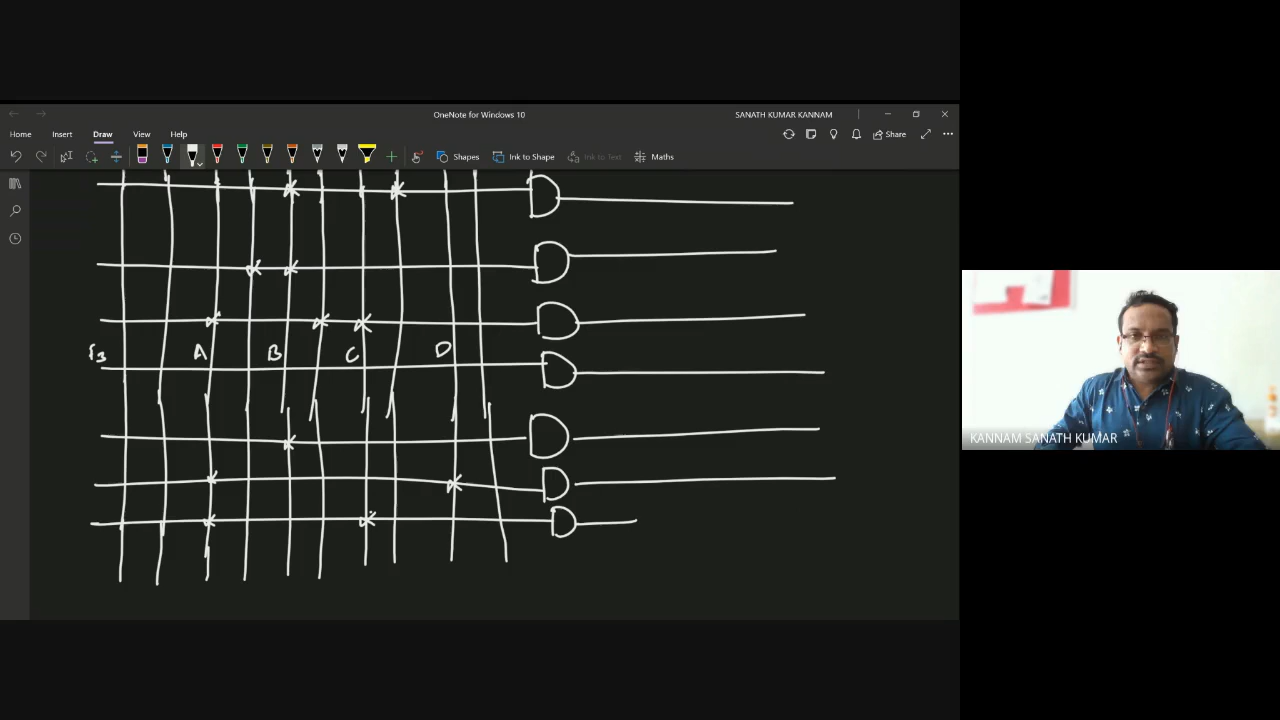 OneNote for Windows 10
SANATH KUMAR KANNAM
Home Insert Draw View Help
Share
Shapes
Ink to Shape
Ink to Text
Maths
A B C D
KANNAM SANATH KUMAR